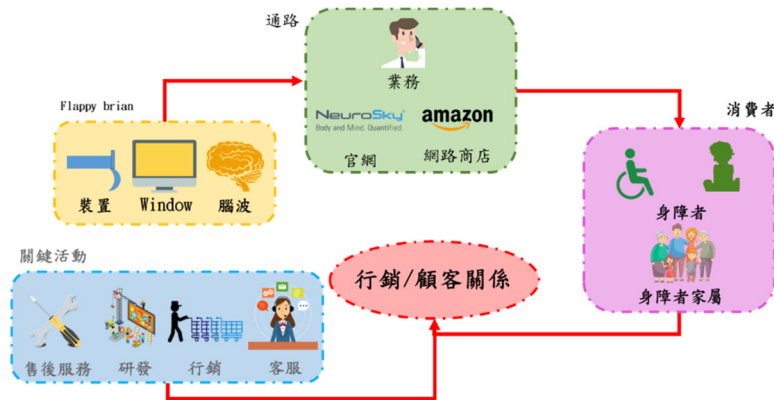 通路
業務
NeuroSky
Body and Mind. Quantified.
amazon
官網
網路商店
Flappy brian
裝置
Window
腦波
消費者
身障者
身障者家屬
關鍵活動
售後服務
研發
行銷
客服
行銷/顧客關係